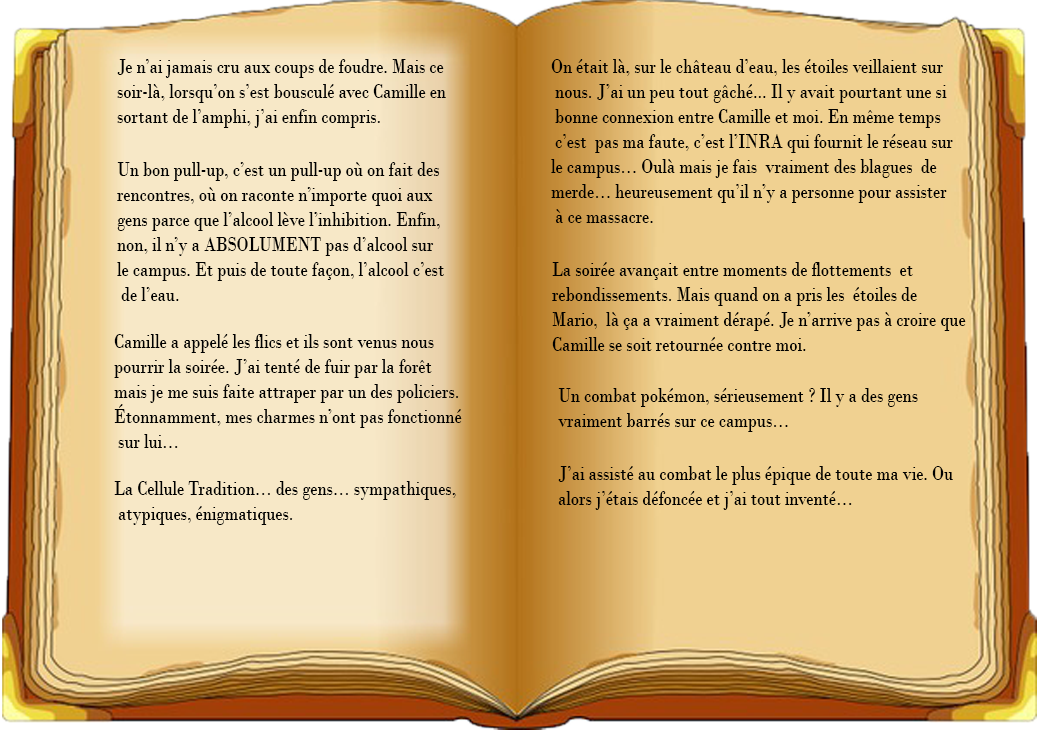 Je n'ai jamais cru aux coups de foudre. Mais ce
soir-là, lorsqu'on s'est bousculé avec Camille en
sortant de l'amphi, j'ai enfin compris.
Un bon pull-up, c'est un pull-up où on fait des
rencontres, où on raconte n'importe quoi aux
gens parce que l'alcool lève l'inhibition. Enfin,
non, il n'y a ABSOLUMENT pas d'alcool sur
le campus. Et puis de toute façon, l'alcool c'est
de l'eau.
Camille a appelé les flics et ils sont venus nous
pourrir la soirée. J'ai tenté de fuir par la forêt
mais je me suis faite attraper par un des policiers.
Étonnamment, mes charmes n'ont pas fonctionné
sur lui…
La Cellule Tradition… des gens… sympathiques,
atypiques, énigmatiques.
On était là, sur le château d'eau, les étoiles veillaient sur
nous. J'ai un peu tout gâché... Il y avait pourtant une si
bonne connexion entre Camille et moi. En même temps
c'est pas ma faute, c'est l'INRA qui fournit le réseau sur
le campus… Oulà mais je fais vraiment des blagues de
merde… heureusement qu'il n'y a personne pour assister
à ce massacre.
La soirée avançait entre moments de flottements et
rebondissements. Mais quand on a pris les étoiles de
Mario, là ça a vraiment dérapé. Je n'arrive pas à croire que
Camille se soit retournée contre moi.
Un combat pokémon, sérieusement ? Il y a des gens
vraiment barrés sur ce campus…
J'ai assisté au combat le plus épique de toute ma vie. Ou
alors j'étais défoncée et j'ai tout inventé…